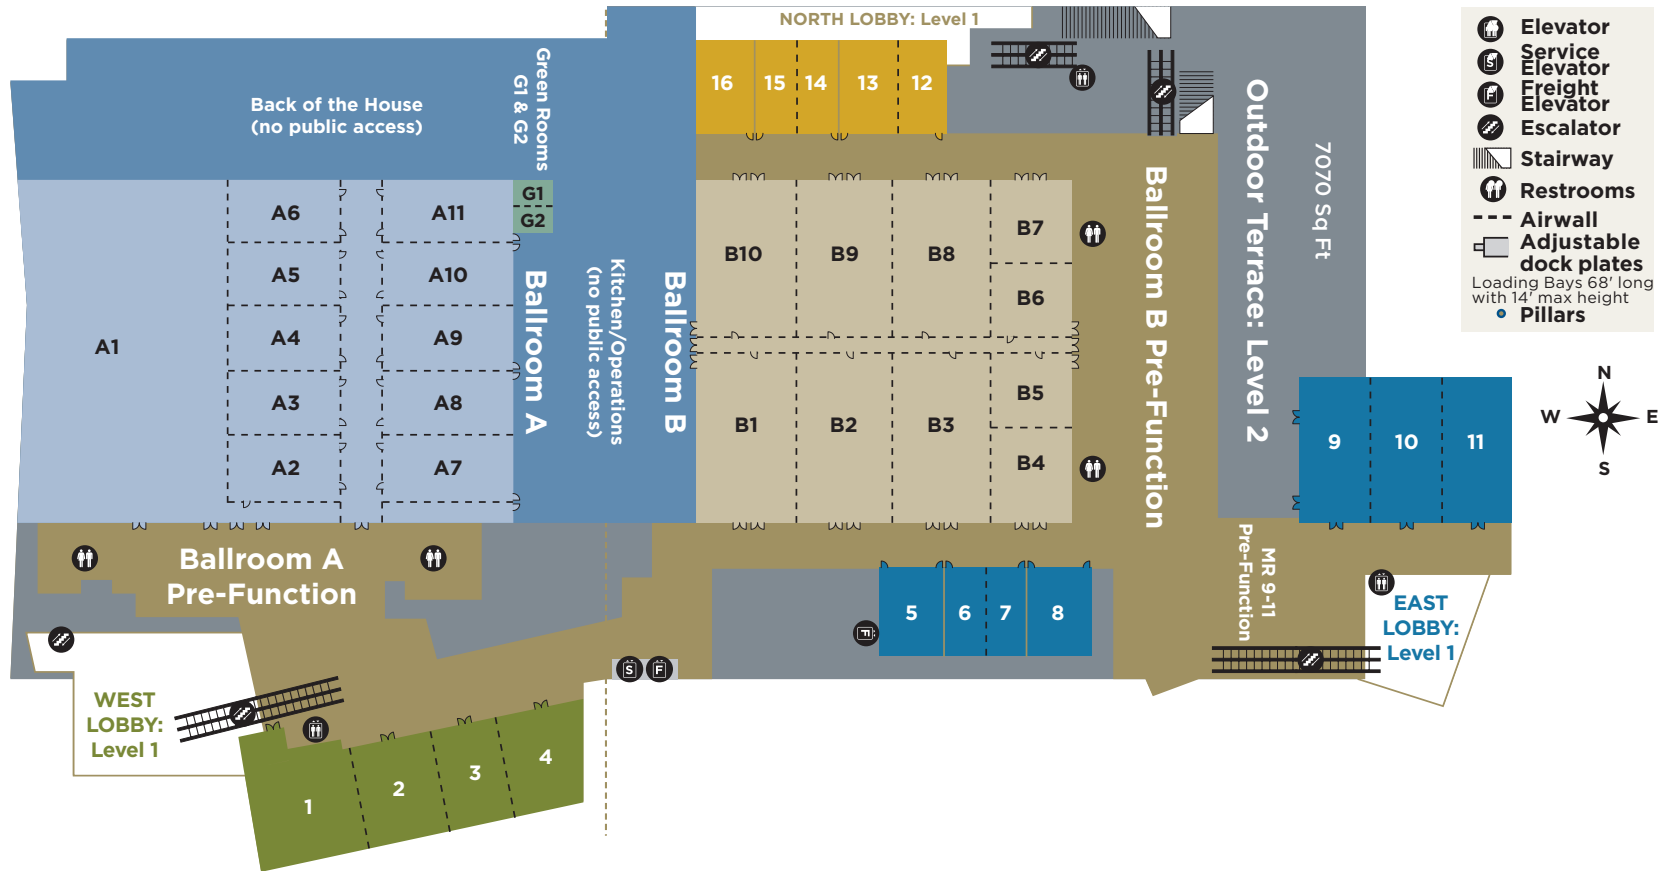 NORTH LOBBY: Level 1
16
15
14
13
12
Back of the House
(no public access)
Green Rooms
G1 & G2
G1
G2
A1
A6
A5
A4
A3
A2
A11
A10
A9
A8
A7
Ballroom A
Kitchen/Operations
(no public access)
Ballroom B
B10
B9
B8
B7
B6
B1
B2
B3
B5
B4
Ballroom B Pre-Function
Outdoor Terrace: Level 2
7070 Sq Ft
9
10
11
MR 9-11
Pre-Function
Ballroom A
Pre-Function
5
6
7
8
F
S
F
EAST
LOBBY:
Level 1
WEST
LOBBY:
Level 1
1
2
3
4
Elevator
S
Service
Elevator
F
Freight
Elevator
Escalator
Stairway
Restrooms
Airwall
Adjustable
dock plates
Loading Bays 68' long
with 14' max height
Pillars
N
W
E
S